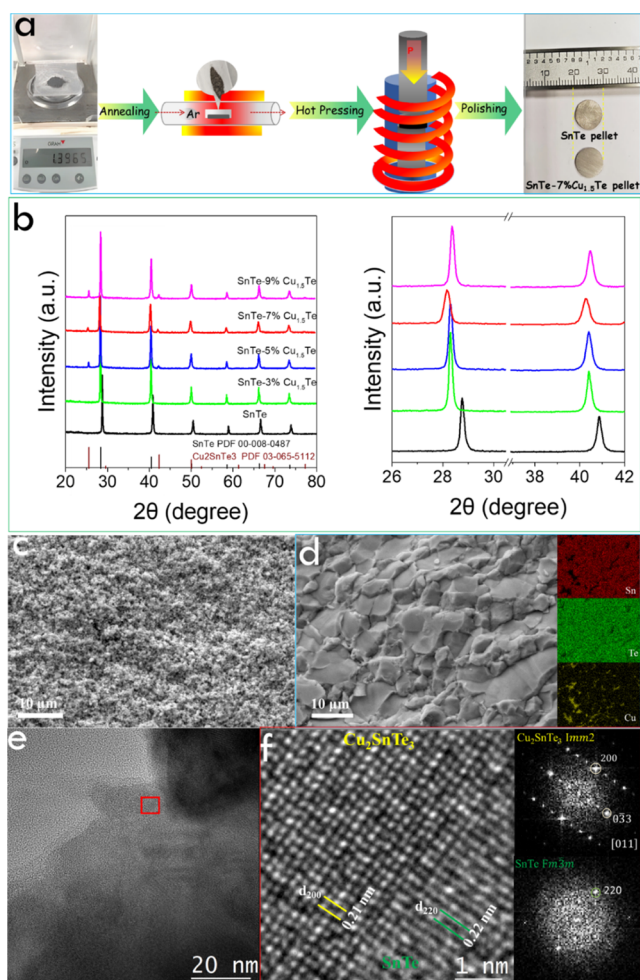 a
1.3965
Annealing
Ar
Hot Pressing
P
Polishing
10 20 30 40
SnTe pellet
SnTe-7%Cu1.5Te pellet
b
Intensity (a.u.)
SnTe-9% Cu1.5Te
SnTe-7% Cu1.5Te
SnTe-5% Cu1.5Te
SnTe-3% Cu1.5Te
SnTe
SnTe PDF 00-008-0487
Cu2SnTe3 PDF 03-065-5112
20 30 40 50 60 70 80
2θ (degree)
Intensity (a.u.)
26 28 30 38 40 42
2θ (degree)
c
10 μm
d
10 μm
Sn
Te
Cu
e
20 nm
f
Cu2SnTe3
d200
0.21 nm
d220
0.22 nm
SnTe
1 nm
Cu2SnTe3 Imm2
200
03̄3
[011]
SnTe Fm3̄m
220